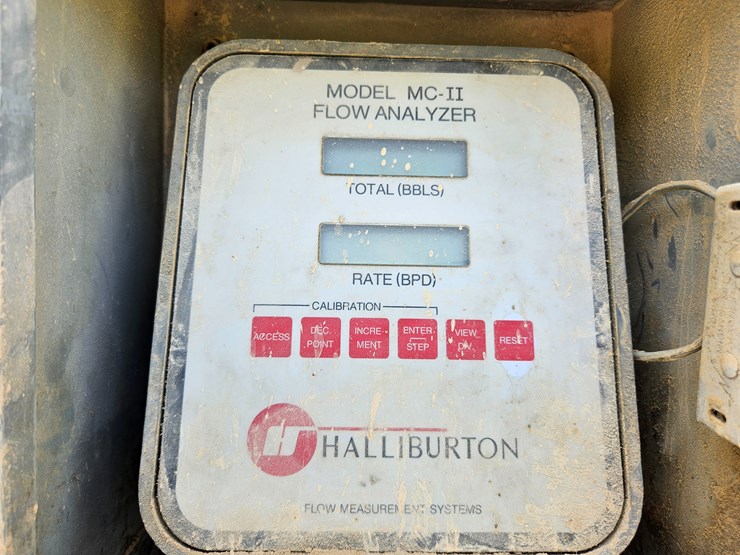 MODEL MC-II
FLOW ANALYZER
TOTAL (BBLS)
RATE (BPD)
CALIBRATION
ACCESS
DEC. POINT
INCRE- MENT
ENTER STEP
VIEW DIV.
RESET
HALLIBURTON
FLOW MEASUREMENT SYSTEMS